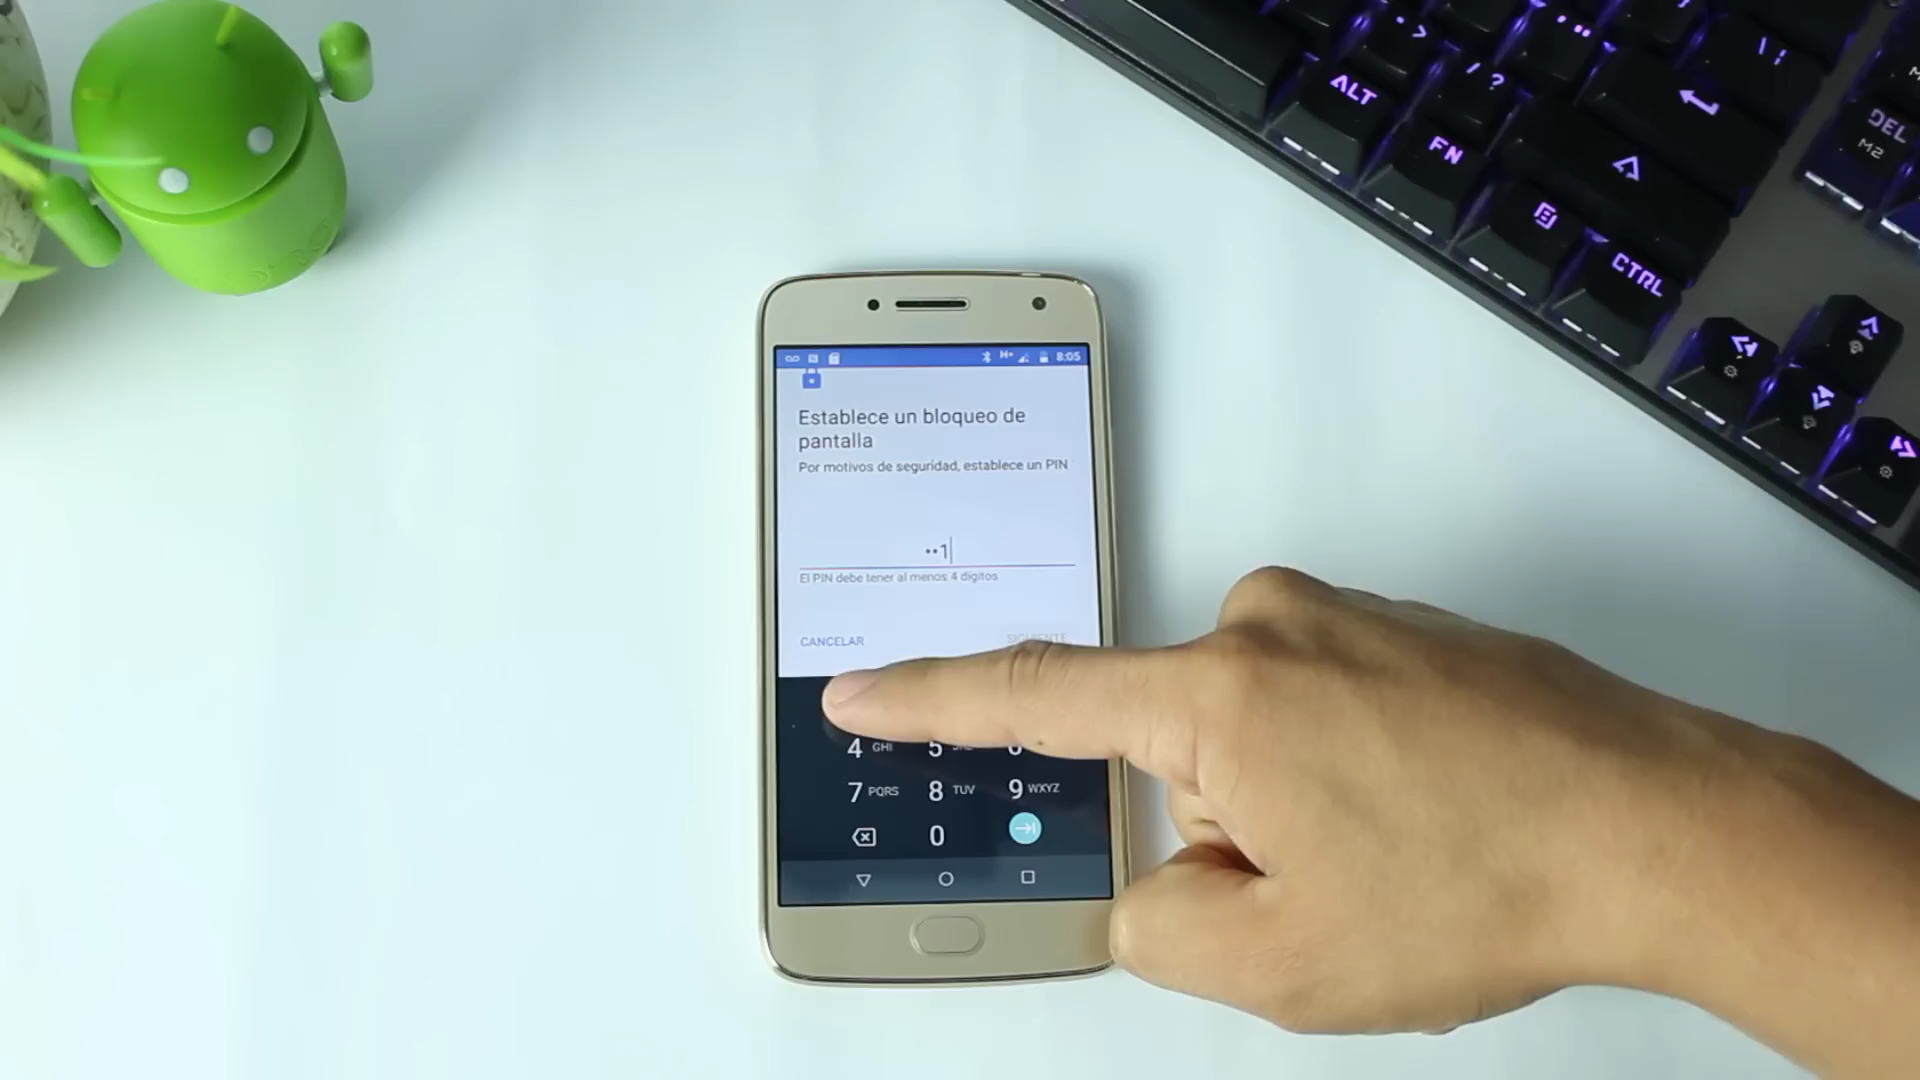 ALT
FN
CTRL
/ ?
\ |
DEL
M2
H+
8:05
Establece un bloqueo de
pantalla
Por motivos de seguridad, establece un PIN
••1
El PIN debe tener al menos 4 dígitos
CANCELAR
SIGUIENTE
4 GHI 5
7 PQRS 8 TUV 9 WXYZ
0